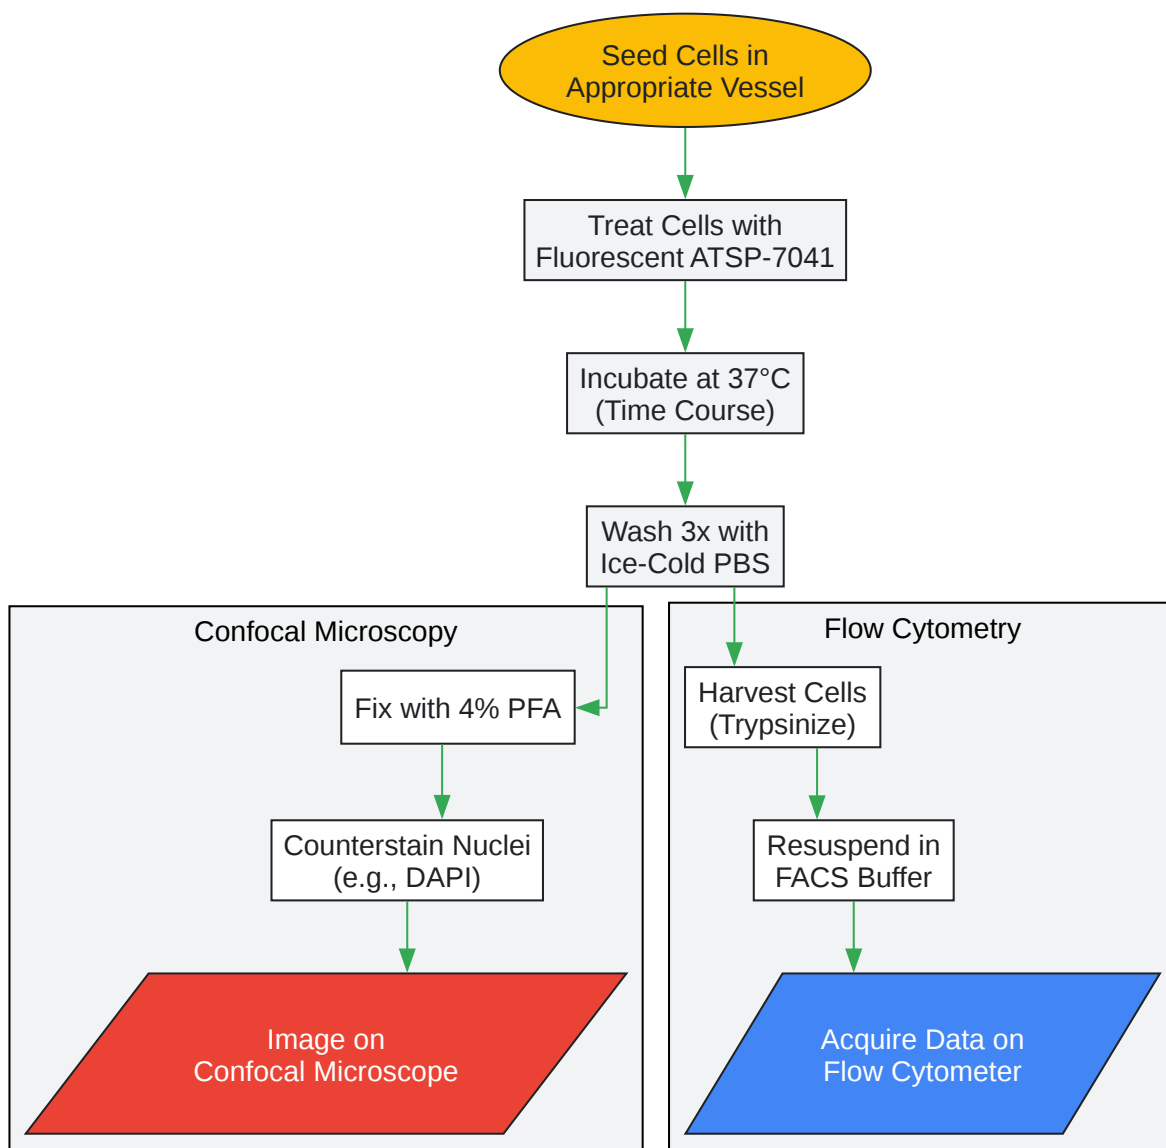 Seed Cells in
Appropriate Vessel
Treat Cells with
Fluorescent ATSP-7041
Incubate at 37°C
(Time Course)
Wash 3x with
Ice-Cold PBS
Confocal Microscopy
Fix with 4% PFA
Counterstain Nuclei
(e.g., DAPI)
Image on
Confocal Microscope
Flow Cytometry
Harvest Cells
(Trypsinize)
Resuspend in
FACS Buffer
Acquire Data on
Flow Cytometer